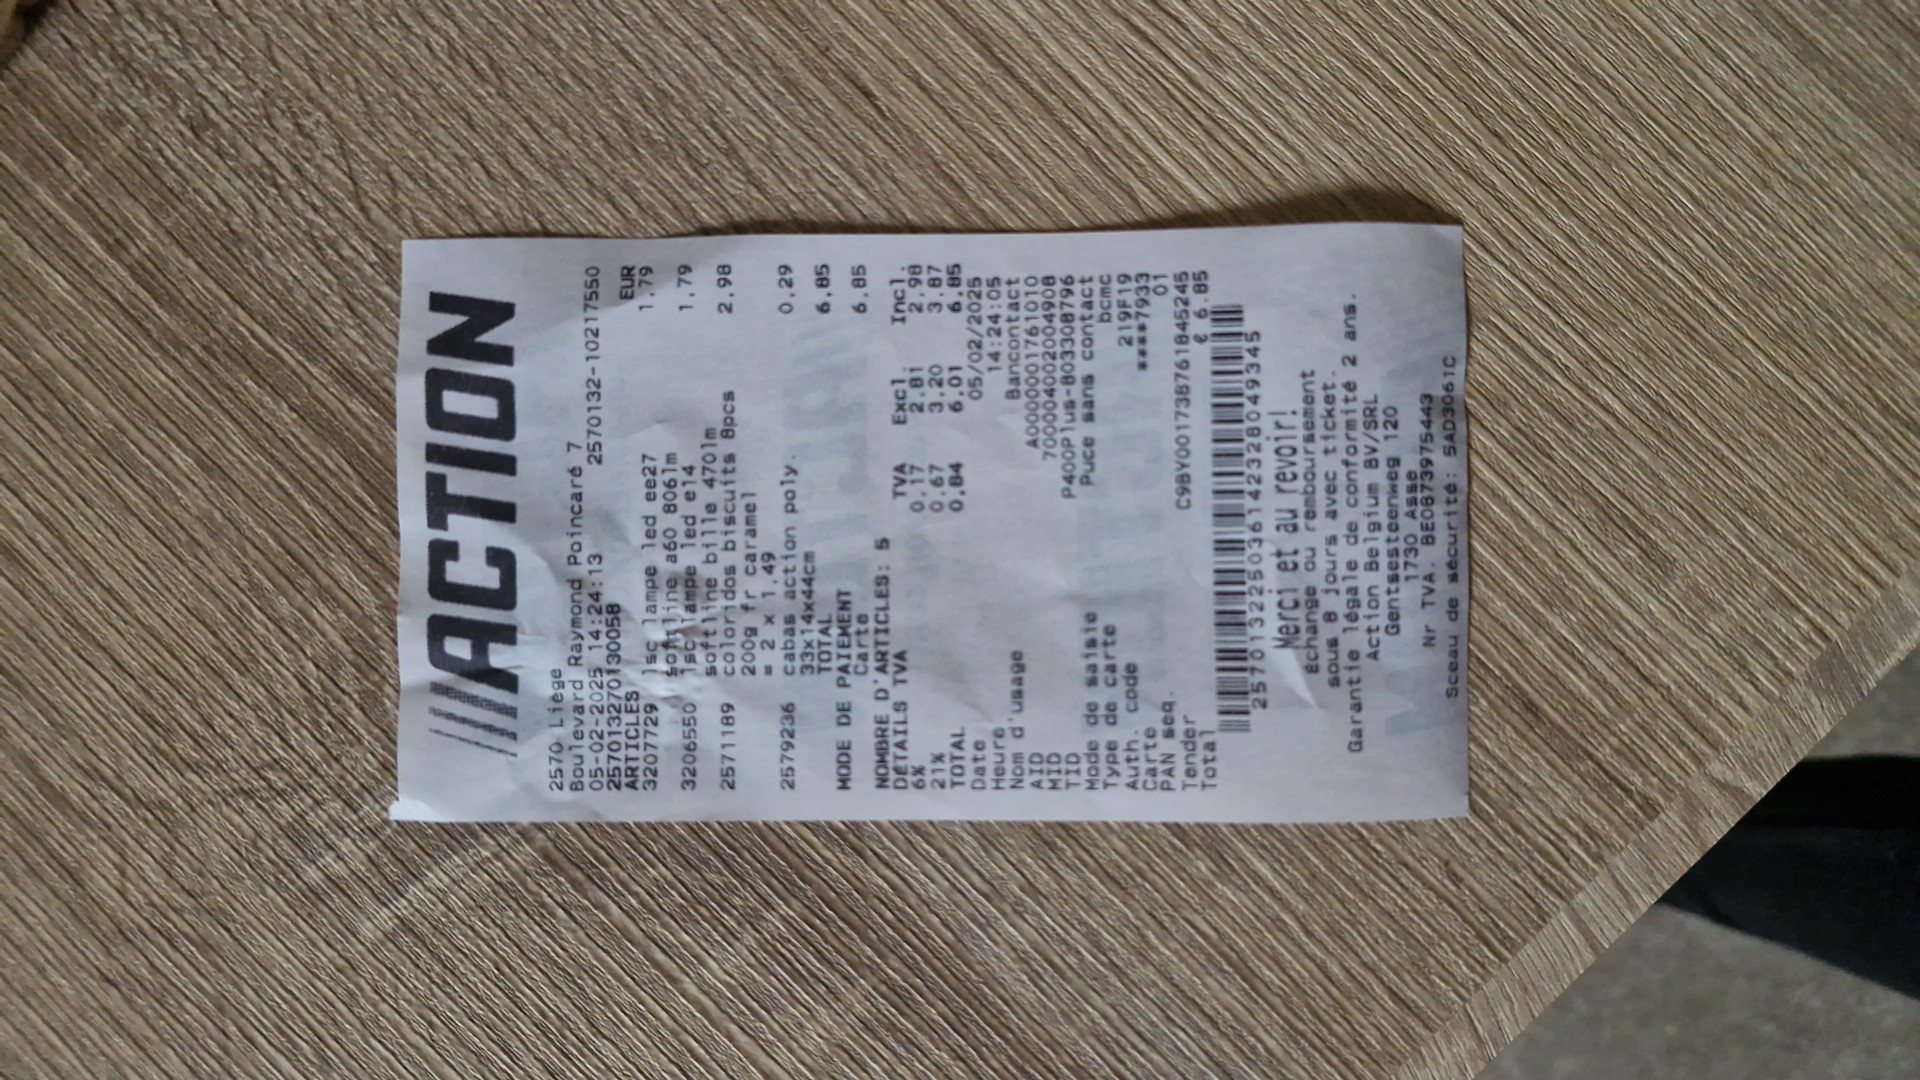 ACTION
2570 Liège
Boulevard Raymond Poincaré 7
05-02-2025 14:24:13 2570132-10217550
257013270130058
ARTICLES EUR
3207729 lsc lampe led ee27 1.79
softline a60 806lm
3206550 lsc lampe led e14 1.79
softline bille 470lm
2571189 coloridos biscuits 8pcs 2.98
200g fr caramel
= 2 x 1.49
2579236 cabas action poly. 0.29
33x14x44cm
TOTAL 6.85
MODE DE PAIEMENT
Carte 6.85
NOMBRE D'ARTICLES: 5
DÉTAILS TVA TVA Excl. Incl.
6% 0.17 2.81 2.98
21% 0.67 3.20 3.87
TOTAL 0.84 6.01 6.85
Date 05/02/2025
Heure 14:24:05
Nom d'usage Bancontact
AID A0000001761010
MID 700004002004908
TID P400Plus-803308796
Mode de saisie Puce sans contact
Type de carte bcmc
Auth. code 219F19
Carte ****7933
PAN seq. 01
Tender C9BY001738761845245
Total € 6.85
2570132250361423280493​45
Merci et au revoir!
Échange ou remboursement
sous 8 jours avec ticket.
Garantie légale de conformité 2 ans.
Action Belgium BV/SRL
Gentsesteenweg 120
1730 Asse
Nr TVA. BE0873975443
Sceau de sécurité: 5AD3061C